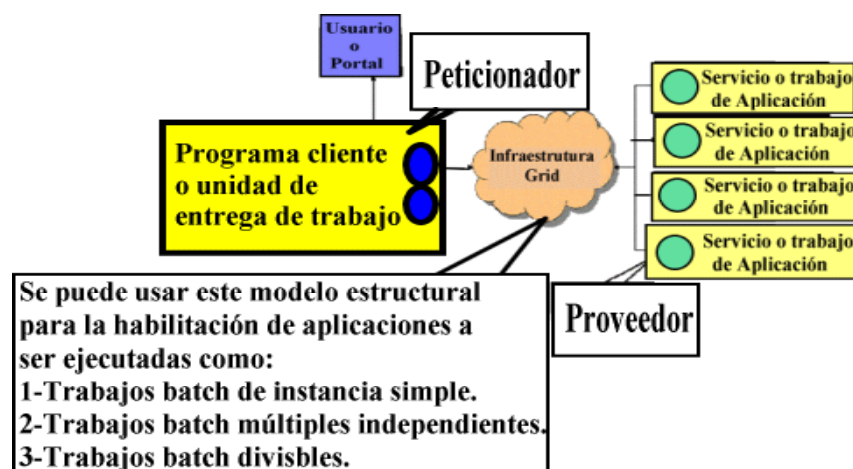 Usuario
o
Portal
Peticionador
Programa cliente
o unidad de
entrega de trabajo
Infraestrutura
Grid
Servicio o trabajo
de Aplicación
Servicio o trabajo
de Aplicación
Servicio o trabajo
de Aplicación
Servicio o trabajo
de Aplicación
Proveedor
Se puede usar este modelo estructural
para la habilitación de aplicaciones a
ser ejecutadas como:
1-Trabajos batch de instancia simple.
2-Trabajos batch múltiples independientes.
3-Trabajos batch divisbles.